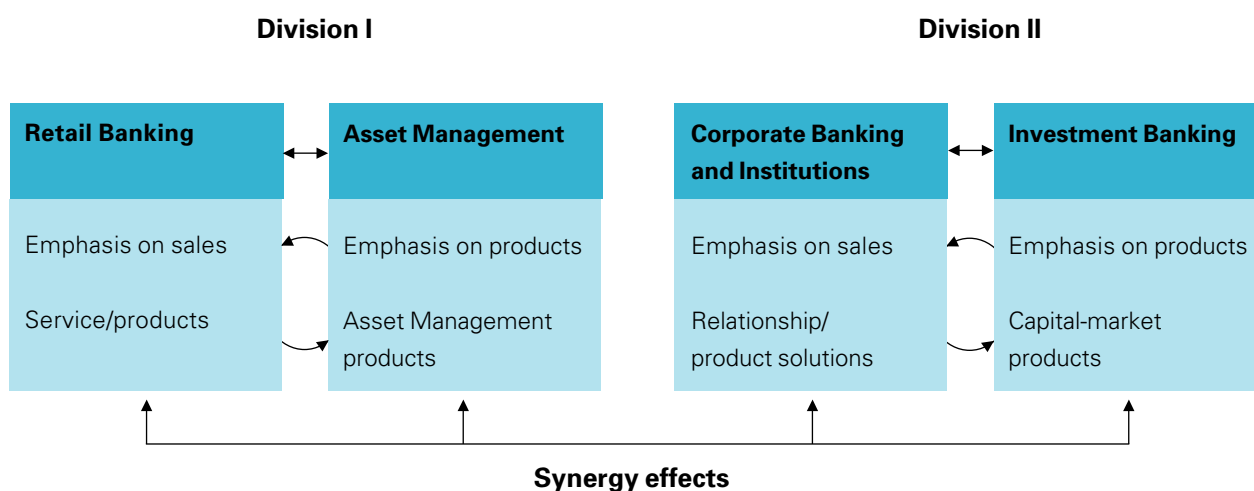 Division I
Division II
Retail Banking
Emphasis on sales
Service/products
Asset Management
Emphasis on products
Asset Management
products
Corporate Banking
and Institutions
Emphasis on sales
Relationship/
product solutions
Investment Banking
Emphasis on products
Capital-market
products
Synergy effects